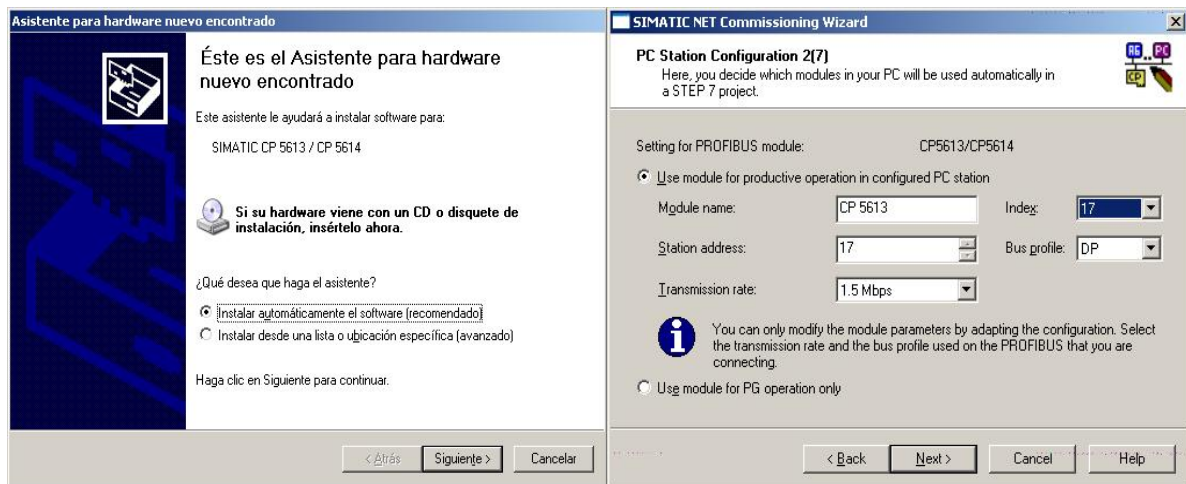 Asistente para hardware nuevo encontrado
Éste es el Asistente para hardware
nuevo encontrado
Este asistente le ayudará a instalar software para:
SIMATIC CP 5613 / CP 5614
Si su hardware viene con un CD o disquete de
instalación, insértelo ahora.
¿Qué desea que haga el asistente?
Instalar automáticamente el software (recomendado)
Instalar desde una lista o ubicación específica (avanzado)
Haga clic en Siguiente para continuar.
< Atrás Siguiente > Cancelar
SIMATIC NET Commissioning Wizard
PC Station Configuration 2(7)
Here, you decide which modules in your PC will be used automatically in
a STEP 7 project.
Setting for PROFIBUS module: CP5613/CP5614
Use module for productive operation in configured PC station
Module name: CP 5613 Index: 17
Station address: 17 Bus profile: DP
Transmission rate: 1.5 Mbps
You can only modify the module parameters by adapting the configuration. Select
the transmission rate and the bus profile used on the PROFIBUS that you are
connecting.
Use module for PG operation only
< Back Next > Cancel Help